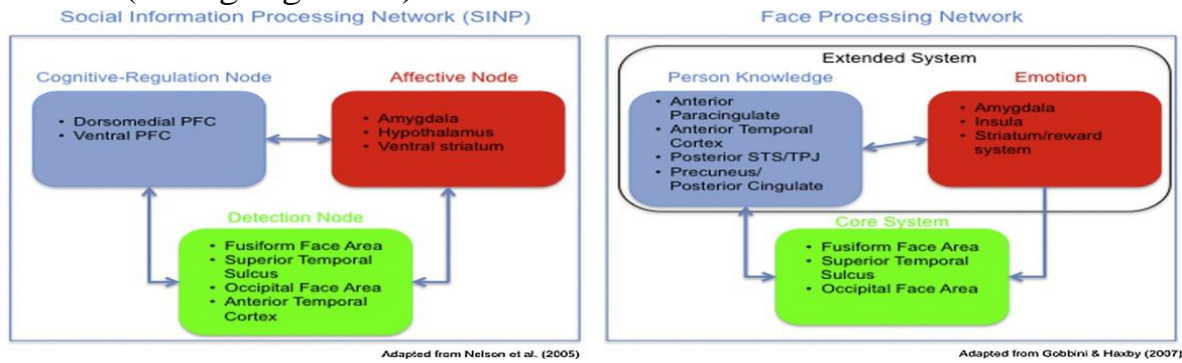 Social Information Processing Network (SINP)
Cognitive-Regulation Node
Affective Node
• Dorsomedial PFC
• Ventral PFC
• Amygdala
• Hypothalamus
• Ventral striatum
Detection Node
• Fusiform Face Area
• Superior Temporal
Sulcus
• Occipital Face Area
• Anterior Temporal
Cortex
Adapted from Nelson et al. (2005)
Face Processing Network
Extended System
Person Knowledge
Emotion
• Anterior
Paracingulate
• Anterior Temporal
Cortex
• Posterior STS/TPJ
• Precuneus/
Posterior Cingulate
• Amygdala
• Insula
• Striatum/reward
system
Core System
• Fusiform Face Area
• Superior Temporal
Sulcus
• Occipital Face Area
Adapted from Gobbini & Haxby (2007)